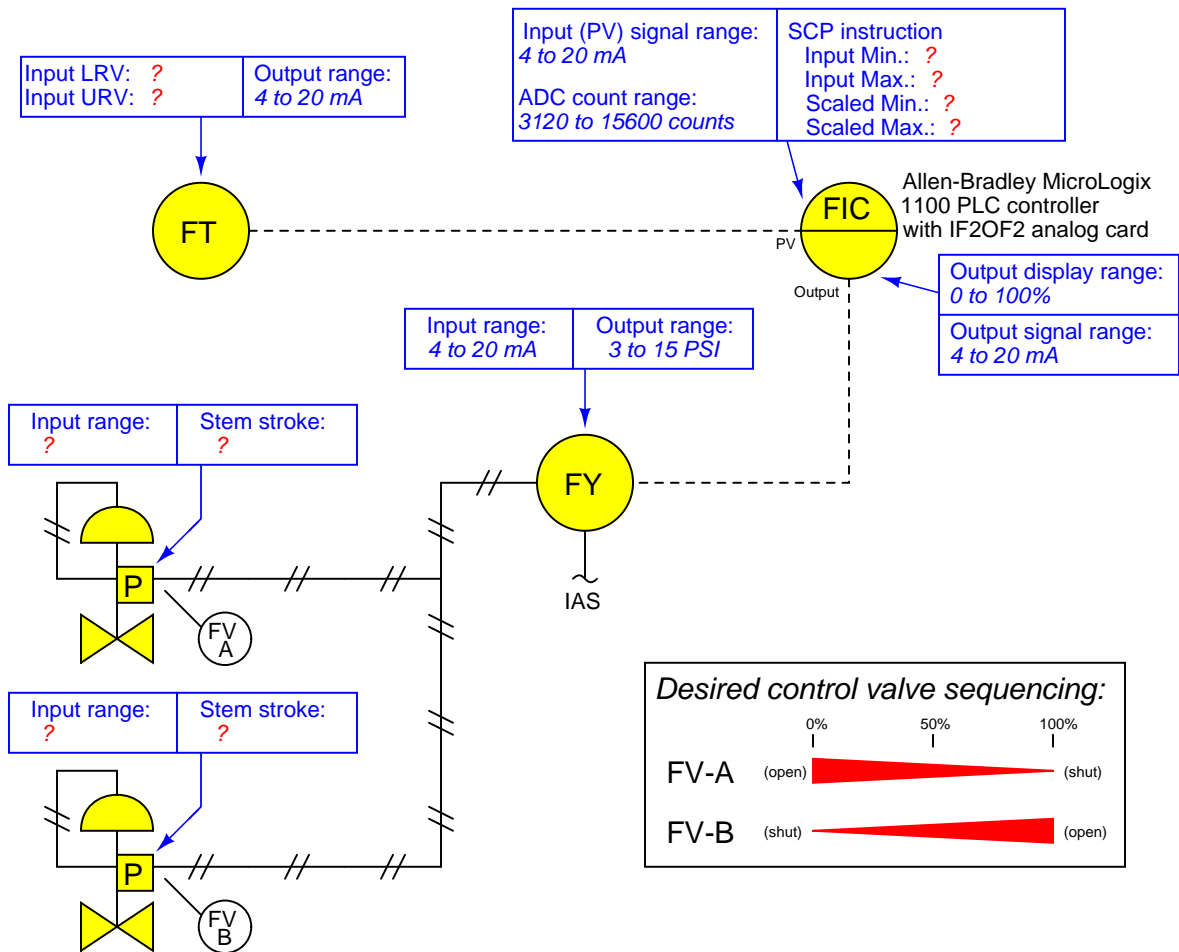 Input LRV: ?
Input URV: ?
Output range:
4 to 20 mA
Input (PV) signal range:
4 to 20 mA
ADC count range:
3120 to 15600 counts
SCP instruction
Input Min.: ?
Input Max.: ?
Scaled Min.: ?
Scaled Max.: ?
FT
FIC
PV
Output
Allen-Bradley MicroLogix
1100 PLC controller
with IF2OF2 analog card
Output display range:
0 to 100%
Output signal range:
4 to 20 mA
Input range:
4 to 20 mA
Output range:
3 to 15 PSI
FY
IAS
Input range:
?
Stem stroke:
?
P
FV
A
Input range:
?
Stem stroke:
?
P
FV
B
Desired control valve sequencing:
0% 50% 100%
FV-A (open) (shut)
FV-B (shut) (open)